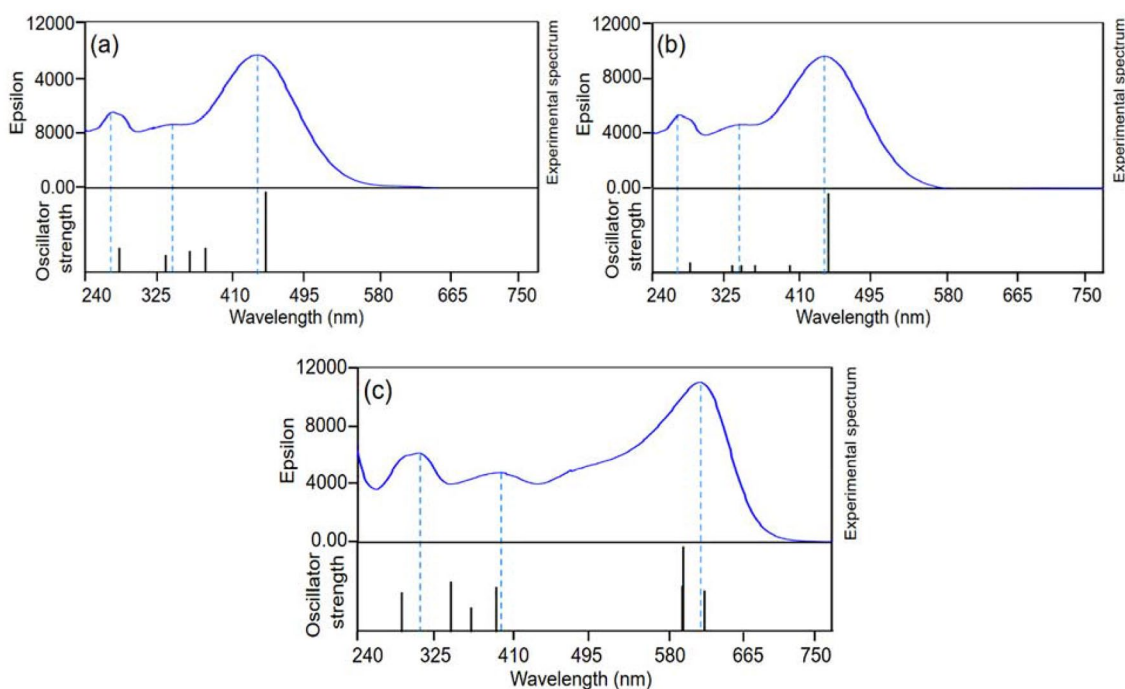 (a)
12000
4000
8000
0.00
Epsilon
Oscillator
strength
Experimental spectrum
240 325 410 495 580 665 750
Wavelength (nm)
(b)
12000
8000
4000
0.00
Epsilon
Oscillator
strength
Experimental spectrum
240 325 410 495 580 665 750
Wavelength (nm)
(c)
12000
8000
4000
0.00
Epsilon
Oscillator
strength
Experimental spectrum
240 325 410 495 580 665 750
Wavelength (nm)